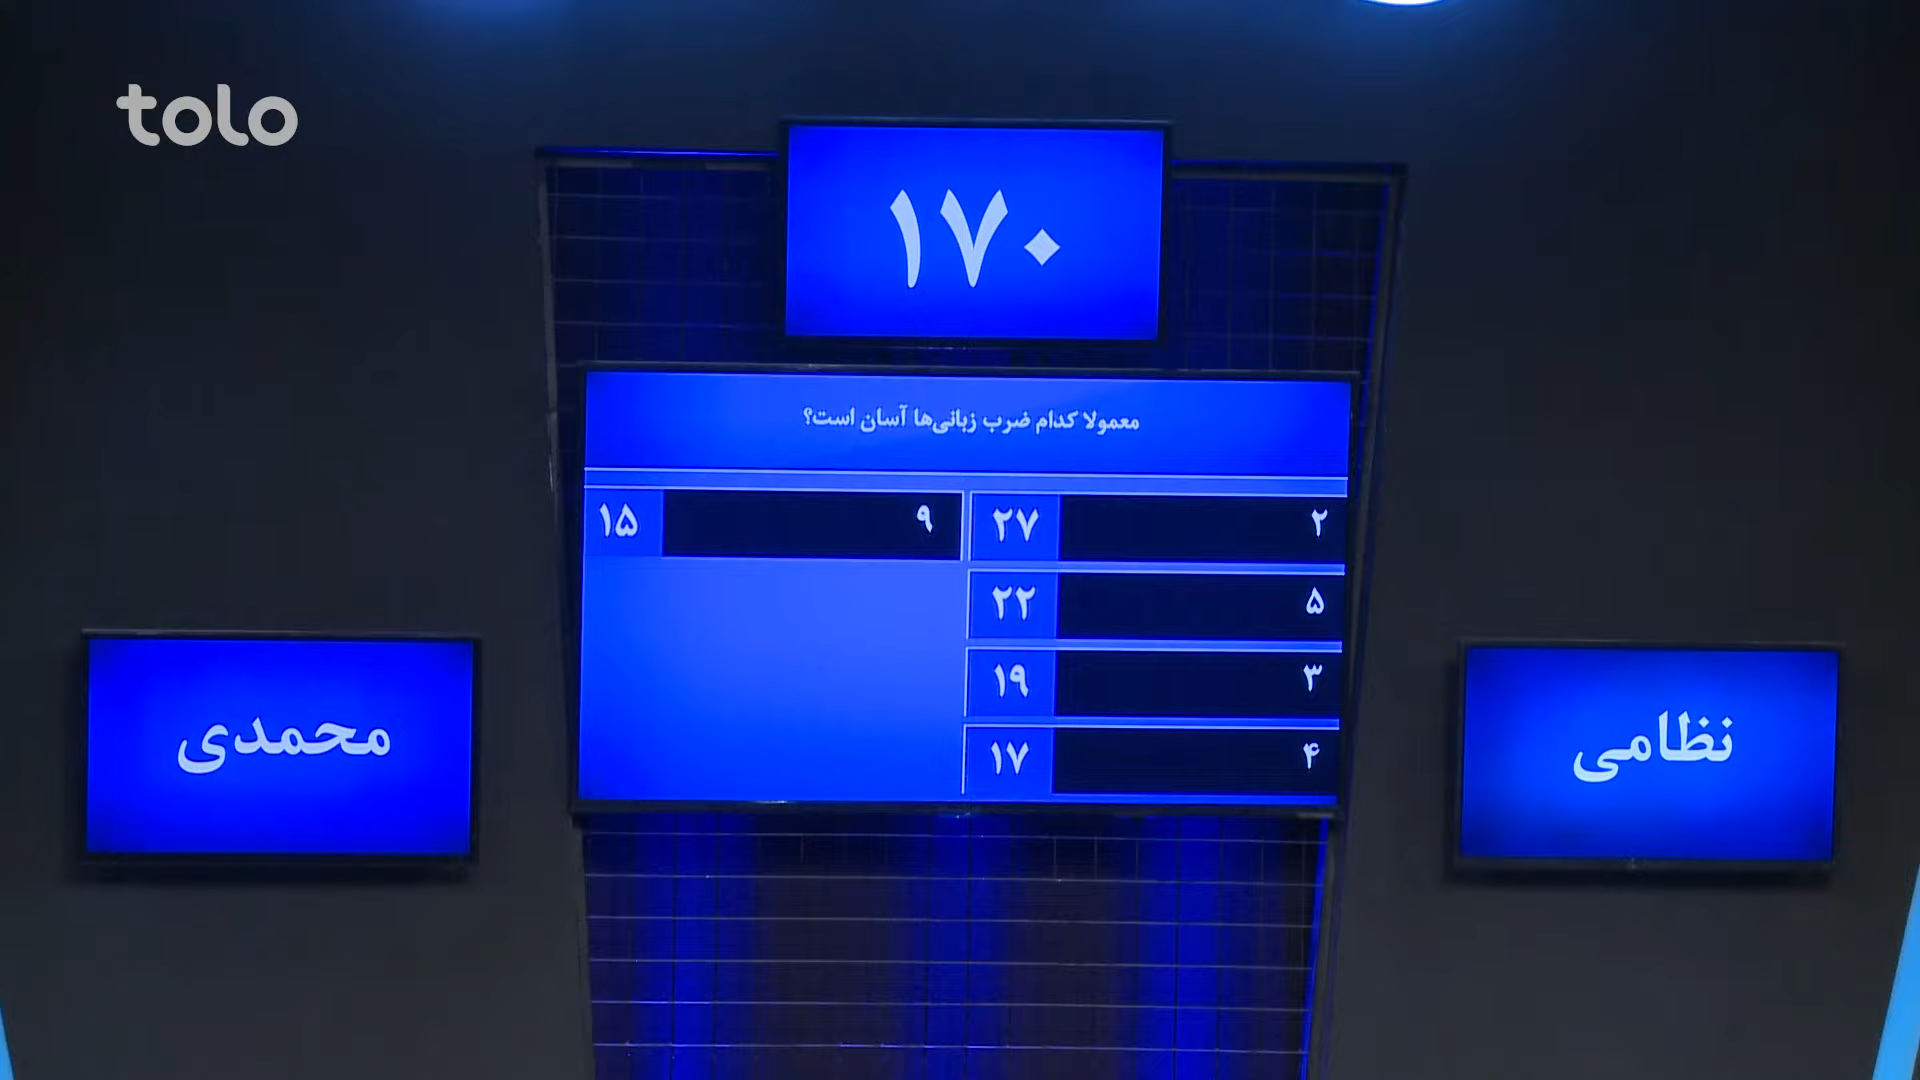 tolo
۱۷۰
معمولا کدام ضرب زبانی‌ها آسان است؟
۲ ۲۷
۵ ۲۲
۳ ۱۹
۴ ۱۷
۹ ۱۵
نظامی
محمدی